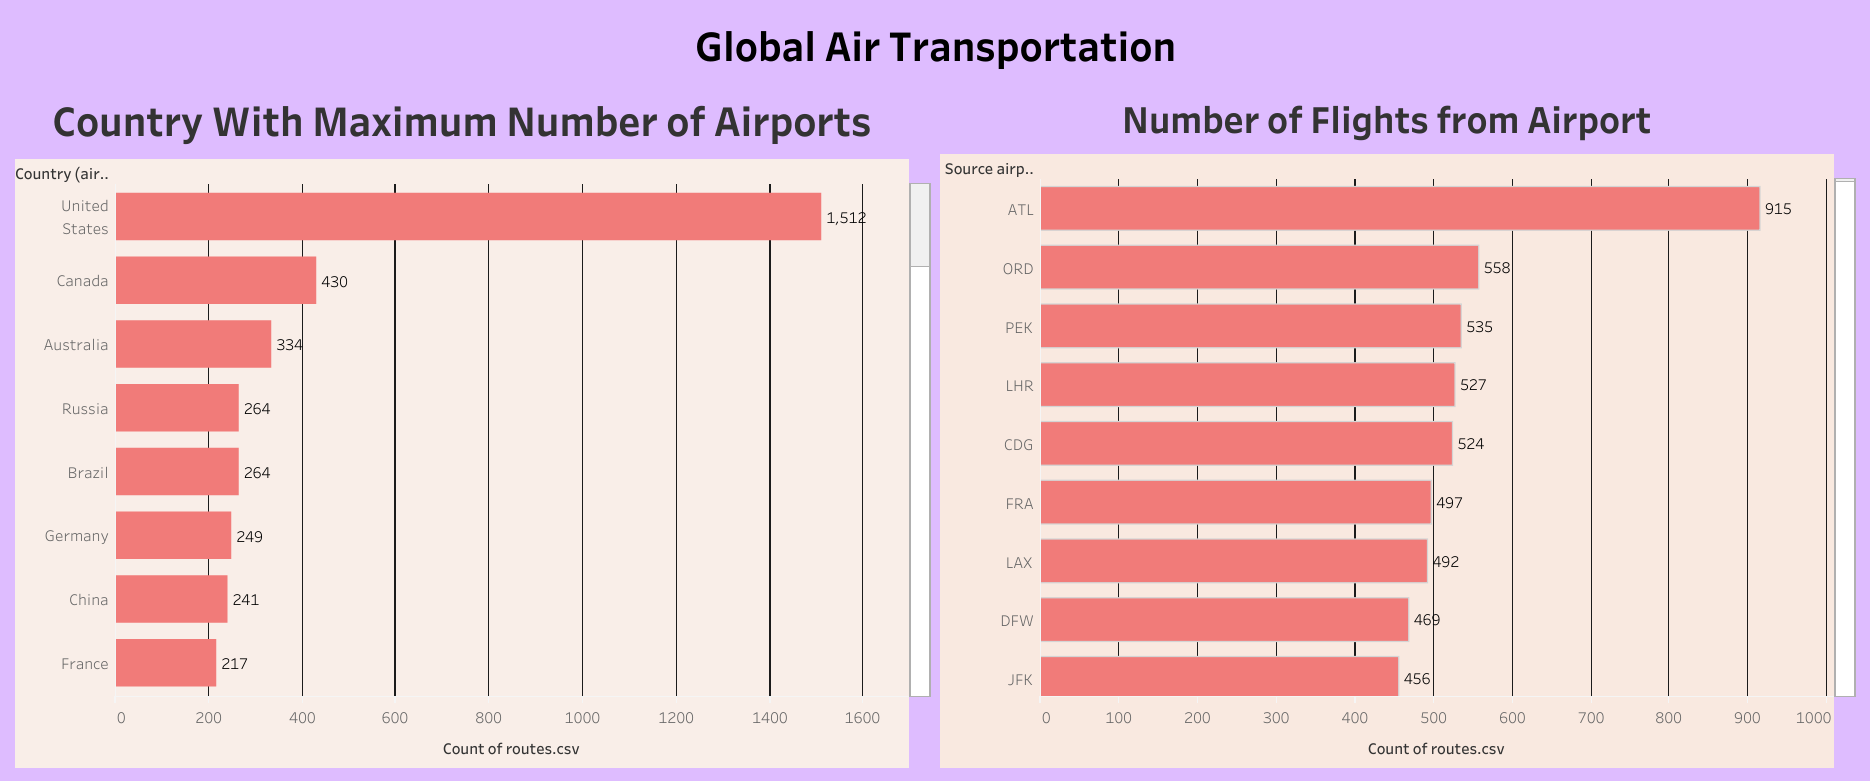 Global Air Transportation
Country With Maximum Number of Airports
Country (air..
United
States
1,512
Canada
430
Australia
334
Russia
264
Brazil
264
Germany
249
China
241
France
217
0 200 400 600 800 1000 1200 1400 1600
Count of routes.csv
Number of Flights from Airport
Source airp..
ATL
915
ORD
558
PEK
535
LHR
527
CDG
524
FRA
497
LAX
492
DFW
469
JFK
456
0 100 200 300 400 500 600 700 800 900 1000
Count of routes.csv